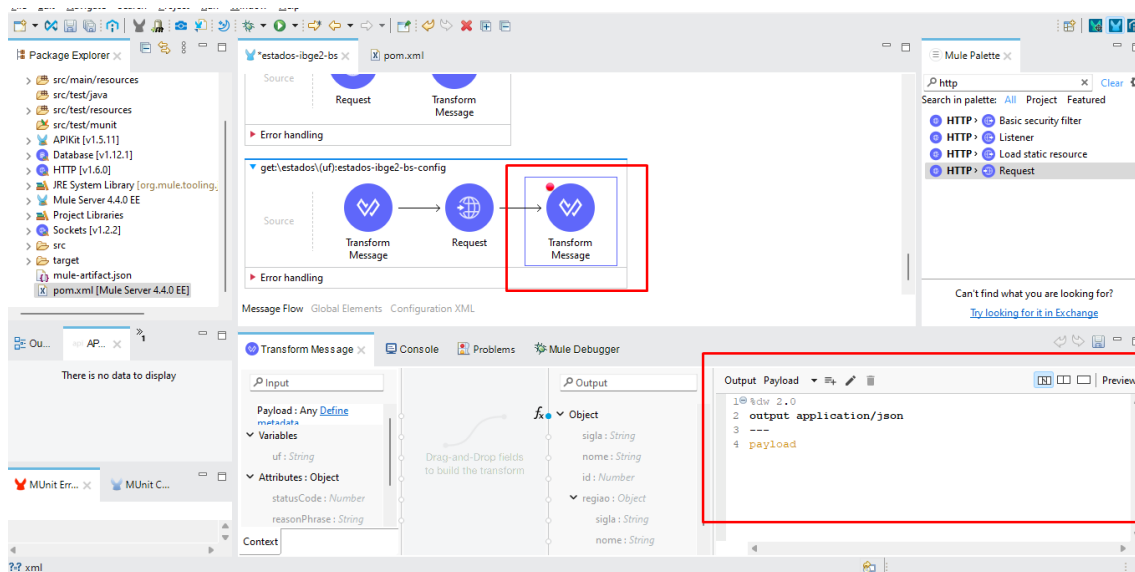 Package Explorer
*estados-ibge2-bs
pom.xml
Mule Palette
src/main/resources
src/test/java
src/test/resources
src/test/munit
APIKit [v1.5.11]
Database [v1.12.1]
HTTP [v1.6.0]
JRE System Library [org.mule.tooling.
Mule Server 4.4.0 EE
Project Libraries
Sockets [v1.2.2]
src
target
mule-artifact.json
pom.xml [Mule Server 4.4.0 EE]
Source
Request
Transform
Message
Error handling
get:\estados\(uf):estados-ibge2-bs-config
Source
Transform
Message
Request
Transform
Message
Error handling
Message Flow Global Elements Configuration XML
http
Clear
Search in palette: All Project Featured
HTTP › Basic security filter
HTTP › Listener
HTTP › Load static resource
HTTP › Request
Can't find what you are looking for?
Try looking for it in Exchange
Ou...
AP...
»1
There is no data to display
MUnit Err...
MUnit C...
Transform Message
Console
Problems
Mule Debugger
Input
Payload : Any Define
metadata
Variables
uf : String
Attributes : Object
statusCode : Number
reasonPhrase : String
Context
Drag-and-Drop fields
to build the transform
Output
fx
Object
sigla : String
nome : String
id : Number
regiao : Object
sigla : String
nome : String
Output Payload
Preview
1 %dw 2.0
2 output application/json
3 ---
4 payload
?-? xml